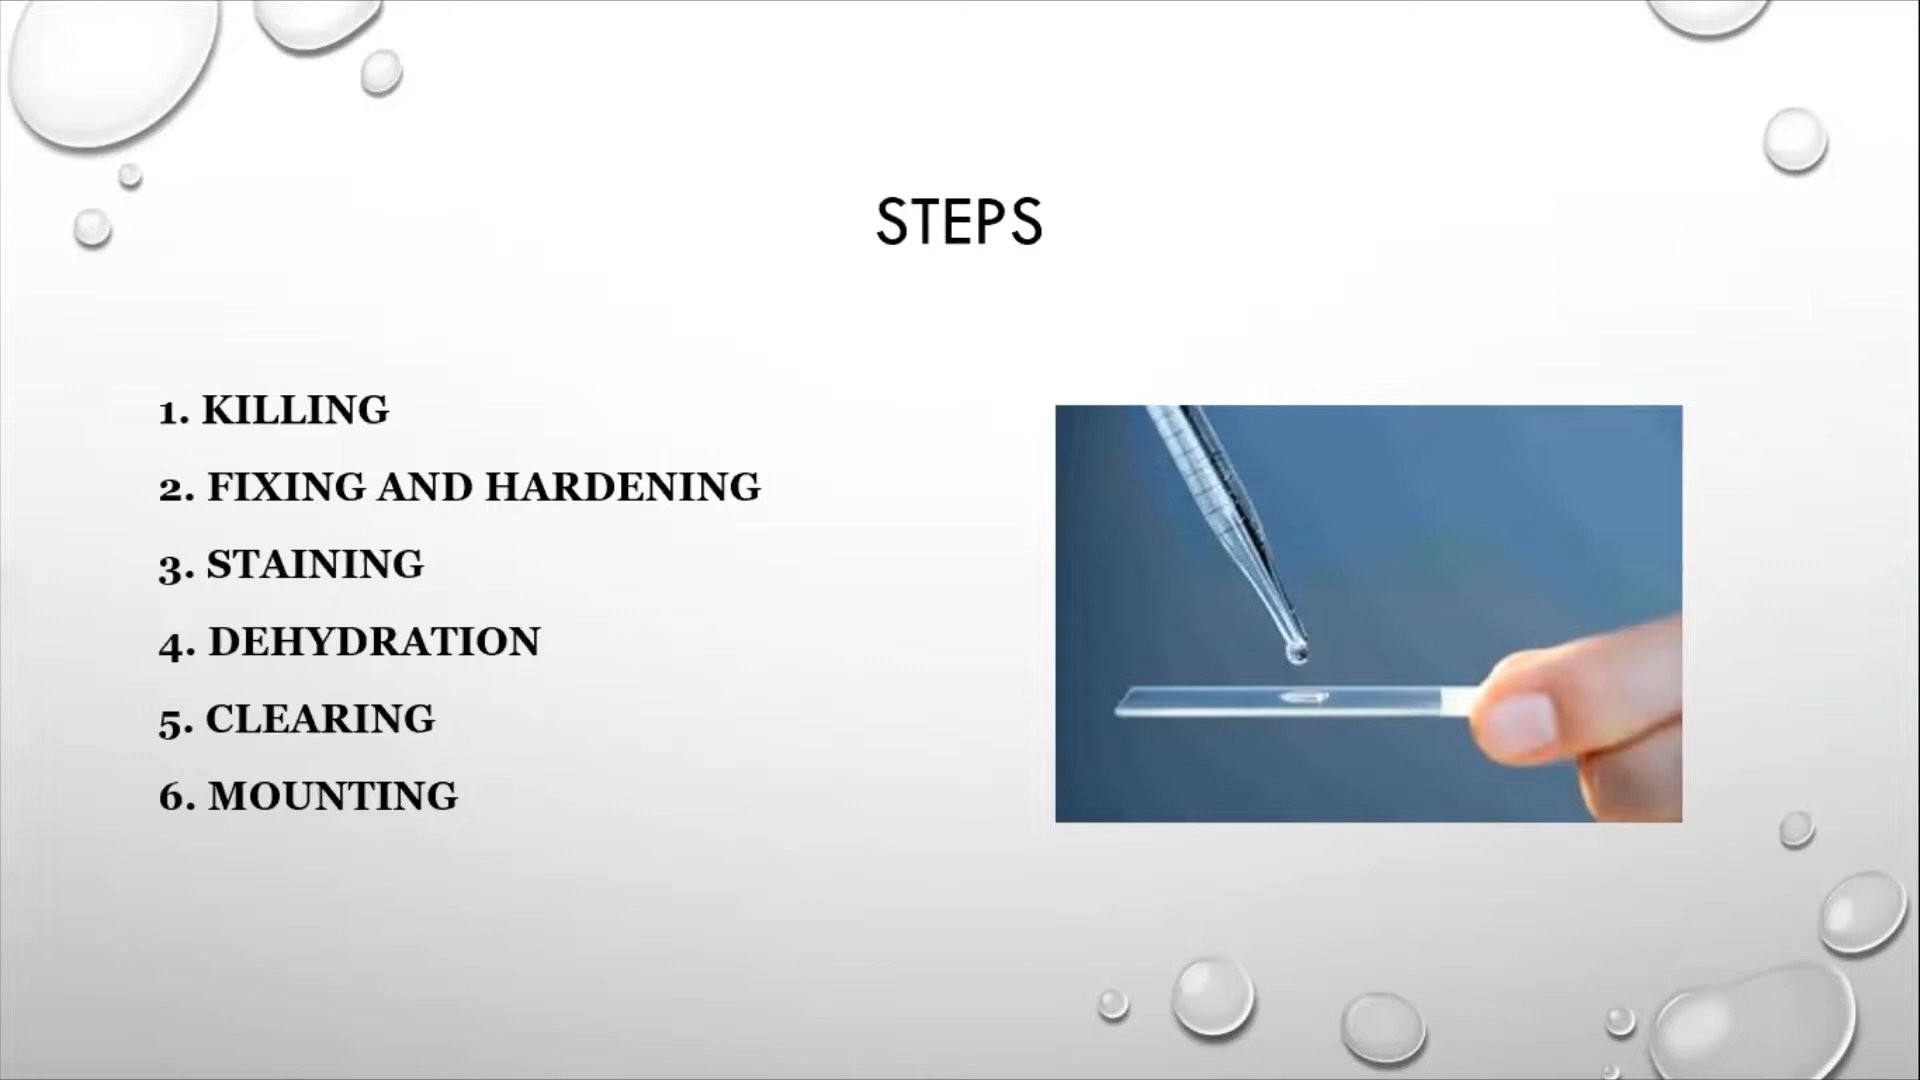 STEPS
1. KILLING
2. FIXING AND HARDENING
3. STAINING
4. DEHYDRATION
5. CLEARING
6. MOUNTING